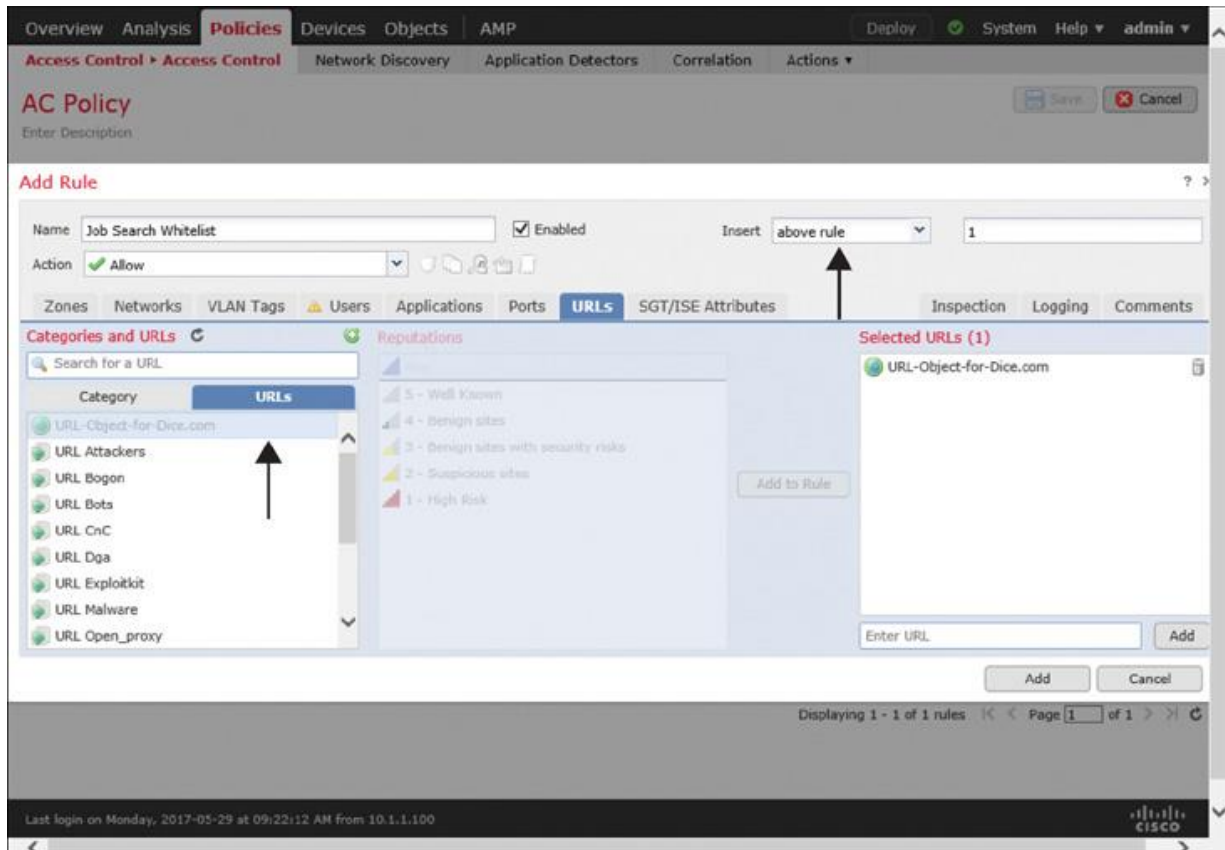 Overview Analysis Policies Devices Objects AMP Deploy System Help ▾ admin ▾
Access Control ▸ Access Control Network Discovery Application Detectors Correlation Actions ▾
AC Policy
Save Cancel
Enter Description
Add Rule ?
Name Job Search Whitelist Enabled Insert above rule 1
Action Allow
Zones Networks VLAN Tags Users Applications Ports URLs SGT/ISE Attributes Inspection Logging Comments
Categories and URLs Reputations Selected URLs (1)
Search for a URL
URL-Object-for-Dice.com
Category URLs
5 - Well Known
URL-Object-for-Dice.com
4 - Benign sites
URL Attackers
3 - Benign sites with security risks
URL Bogon
2 - Suspicious sites
Add to Rule
URL Bots
1 - High Risk
URL CnC
URL Dga
URL Exploitkit
URL Malware
URL Open_proxy
Enter URL Add
Add Cancel
Displaying 1 - 1 of 1 rules Page 1 of 1
Last login on Monday, 2017-05-29 at 09:22:12 AM from 10.1.1.100
CISCO